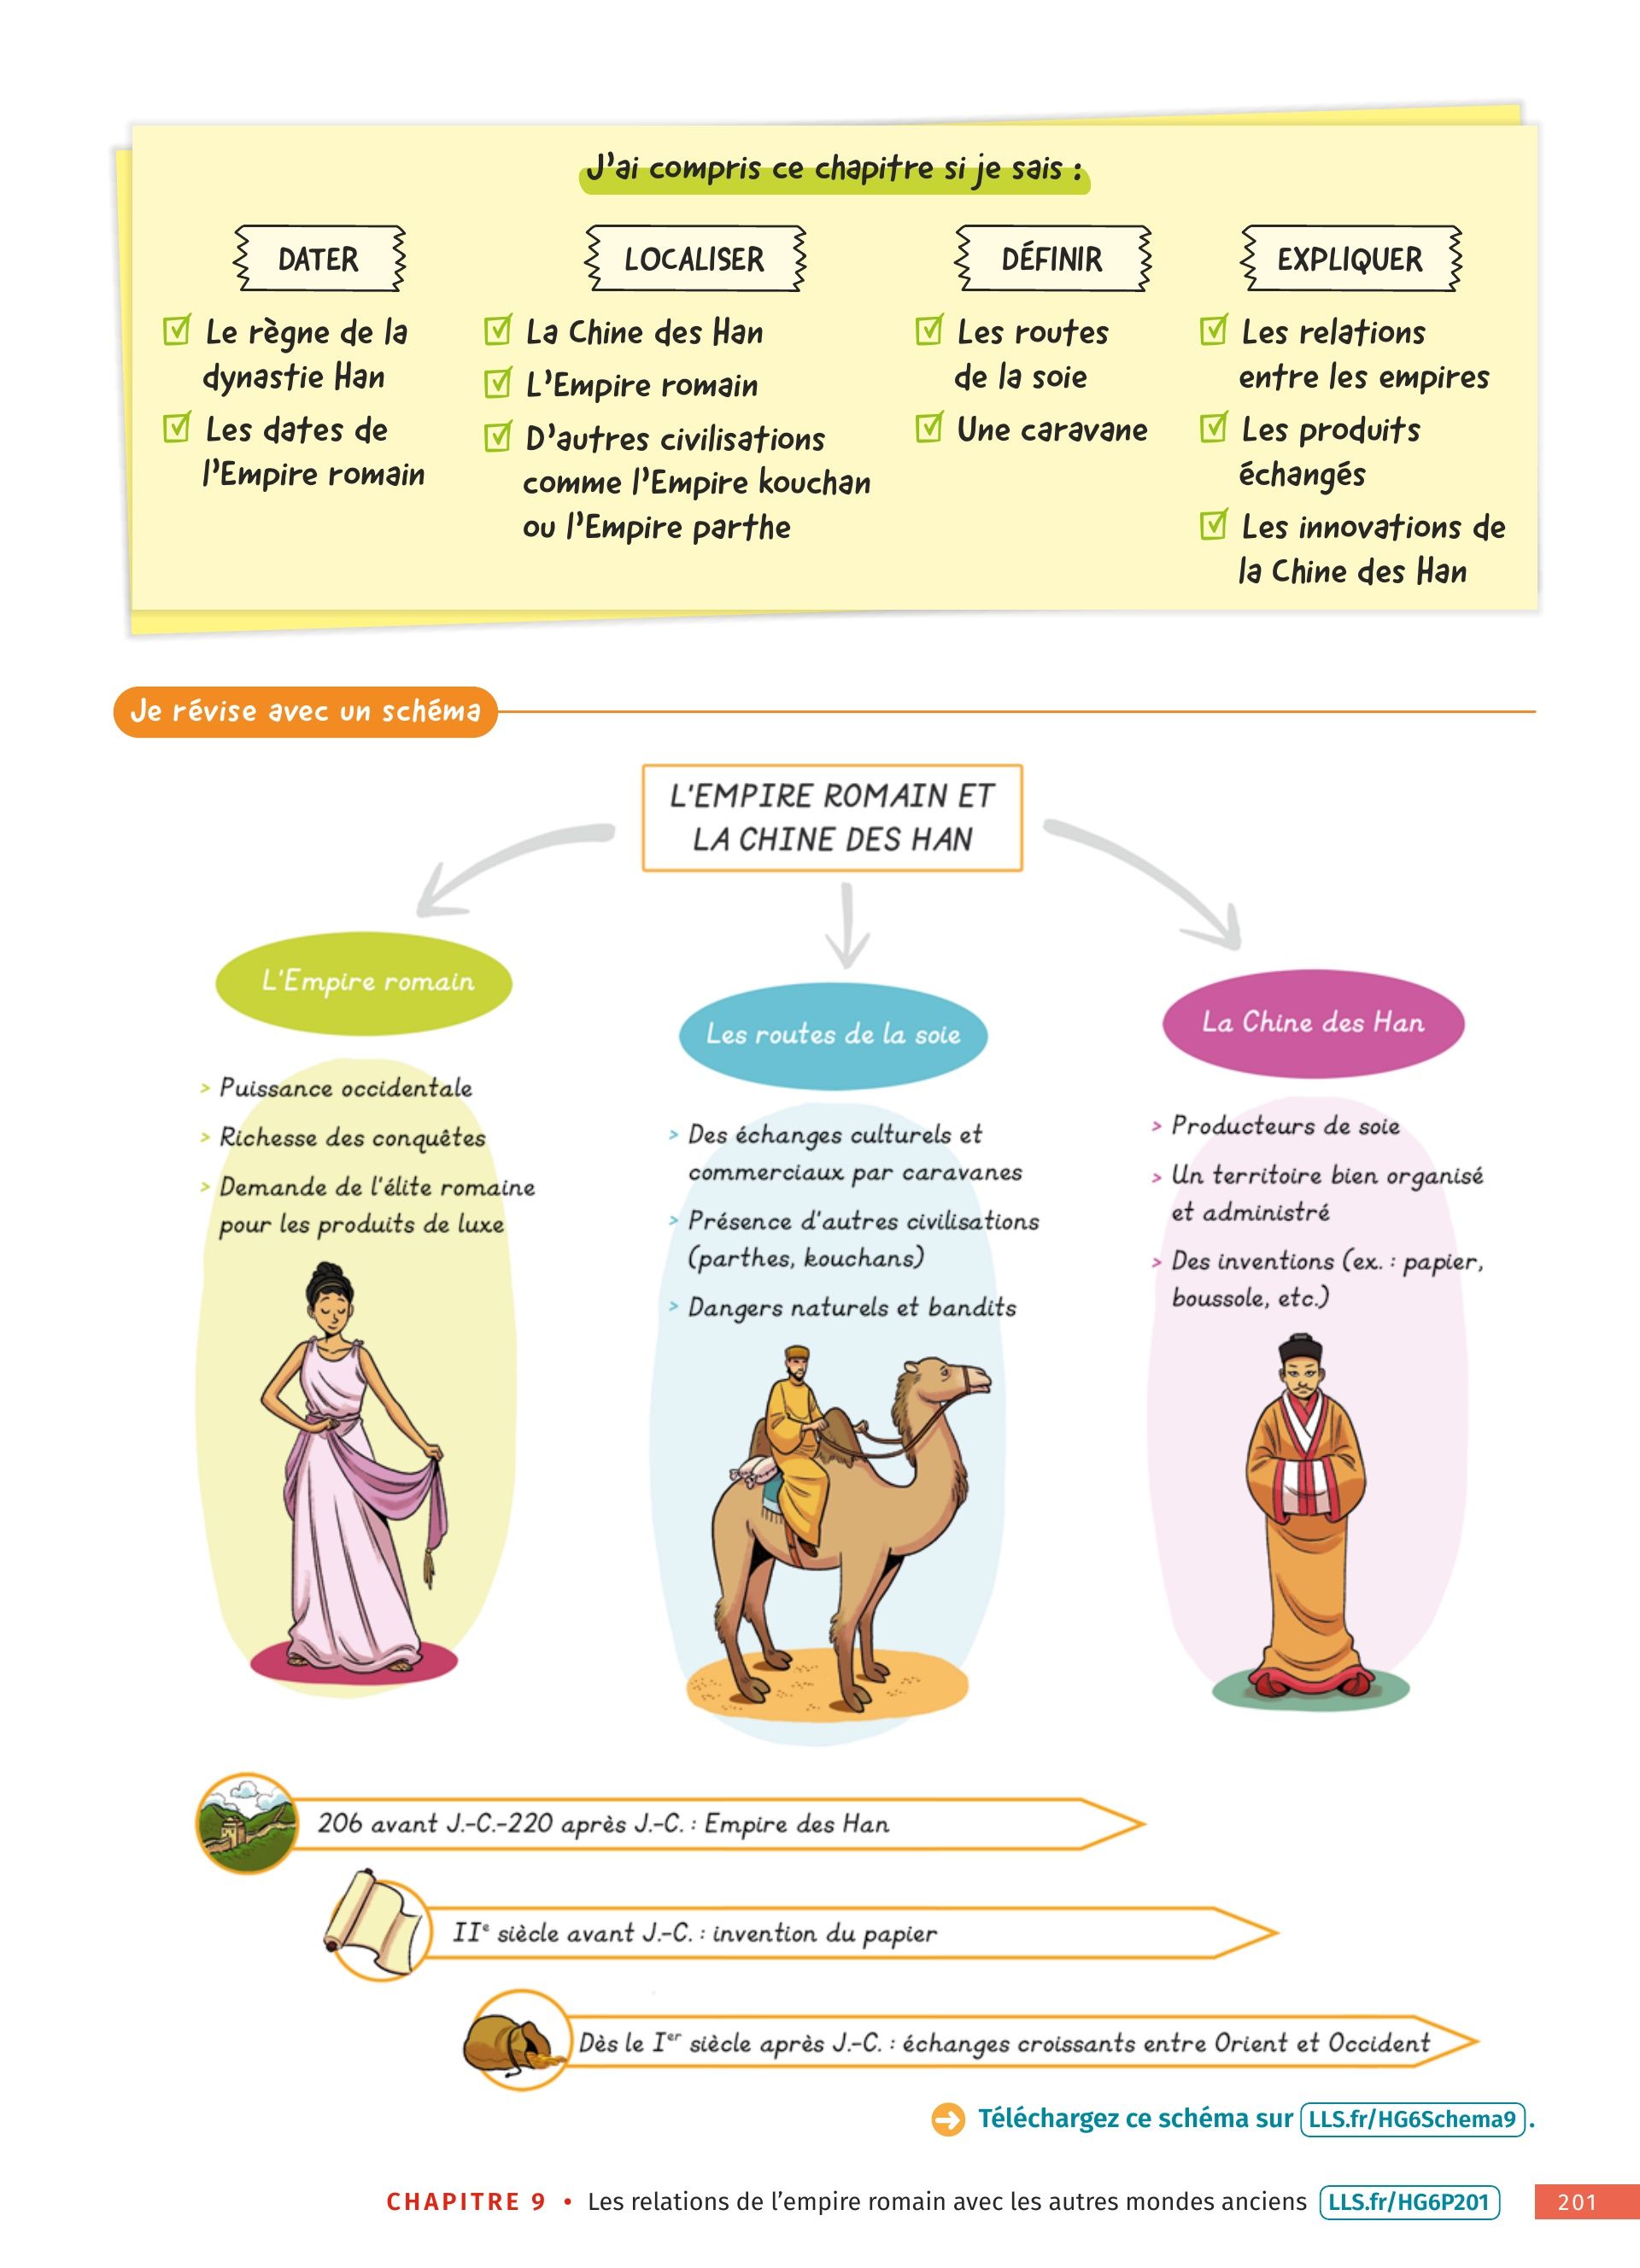 J'ai compris ce chapitre si je sais :
DATER
Le règne de la
dynastie Han
Les dates de
l'Empire romain
LOCALISER
La Chine des Han
L'Empire romain
D'autres civilisations
comme l'Empire kouchan
ou l'Empire parthe
DÉFINIR
Les routes
de la soie
Une caravane
EXPLIQUER
Les relations
entre les empires
Les produits
échangés
Les innovations de
la Chine des Han
Je révise avec un schéma
L'EMPIRE ROMAIN ET
LA CHINE DES HAN
L'Empire romain
> Puissance occidentale
> Richesse des conquêtes
> Demande de l'élite romaine
pour les produits de luxe
Les routes de la soie
> Des échanges culturels et
commerciaux par caravanes
> Présence d'autres civilisations
(parthes, kouchans)
> Dangers naturels et bandits
La Chine des Han
> Producteurs de soie
> Un territoire bien organisé
et administré
> Des inventions (ex. : papier,
boussole, etc.)
206 avant J.-C.-220 après J.-C. : Empire des Han
IIe siècle avant J.-C. : invention du papier
Dès le Ier siècle après J.-C. : échanges croissants entre Orient et Occident
Téléchargez ce schéma sur LLS.fr/HG6Schema9.
CHAPITRE 9 • Les relations de l'empire romain avec les autres mondes anciens LLS.fr/HG6P201 201